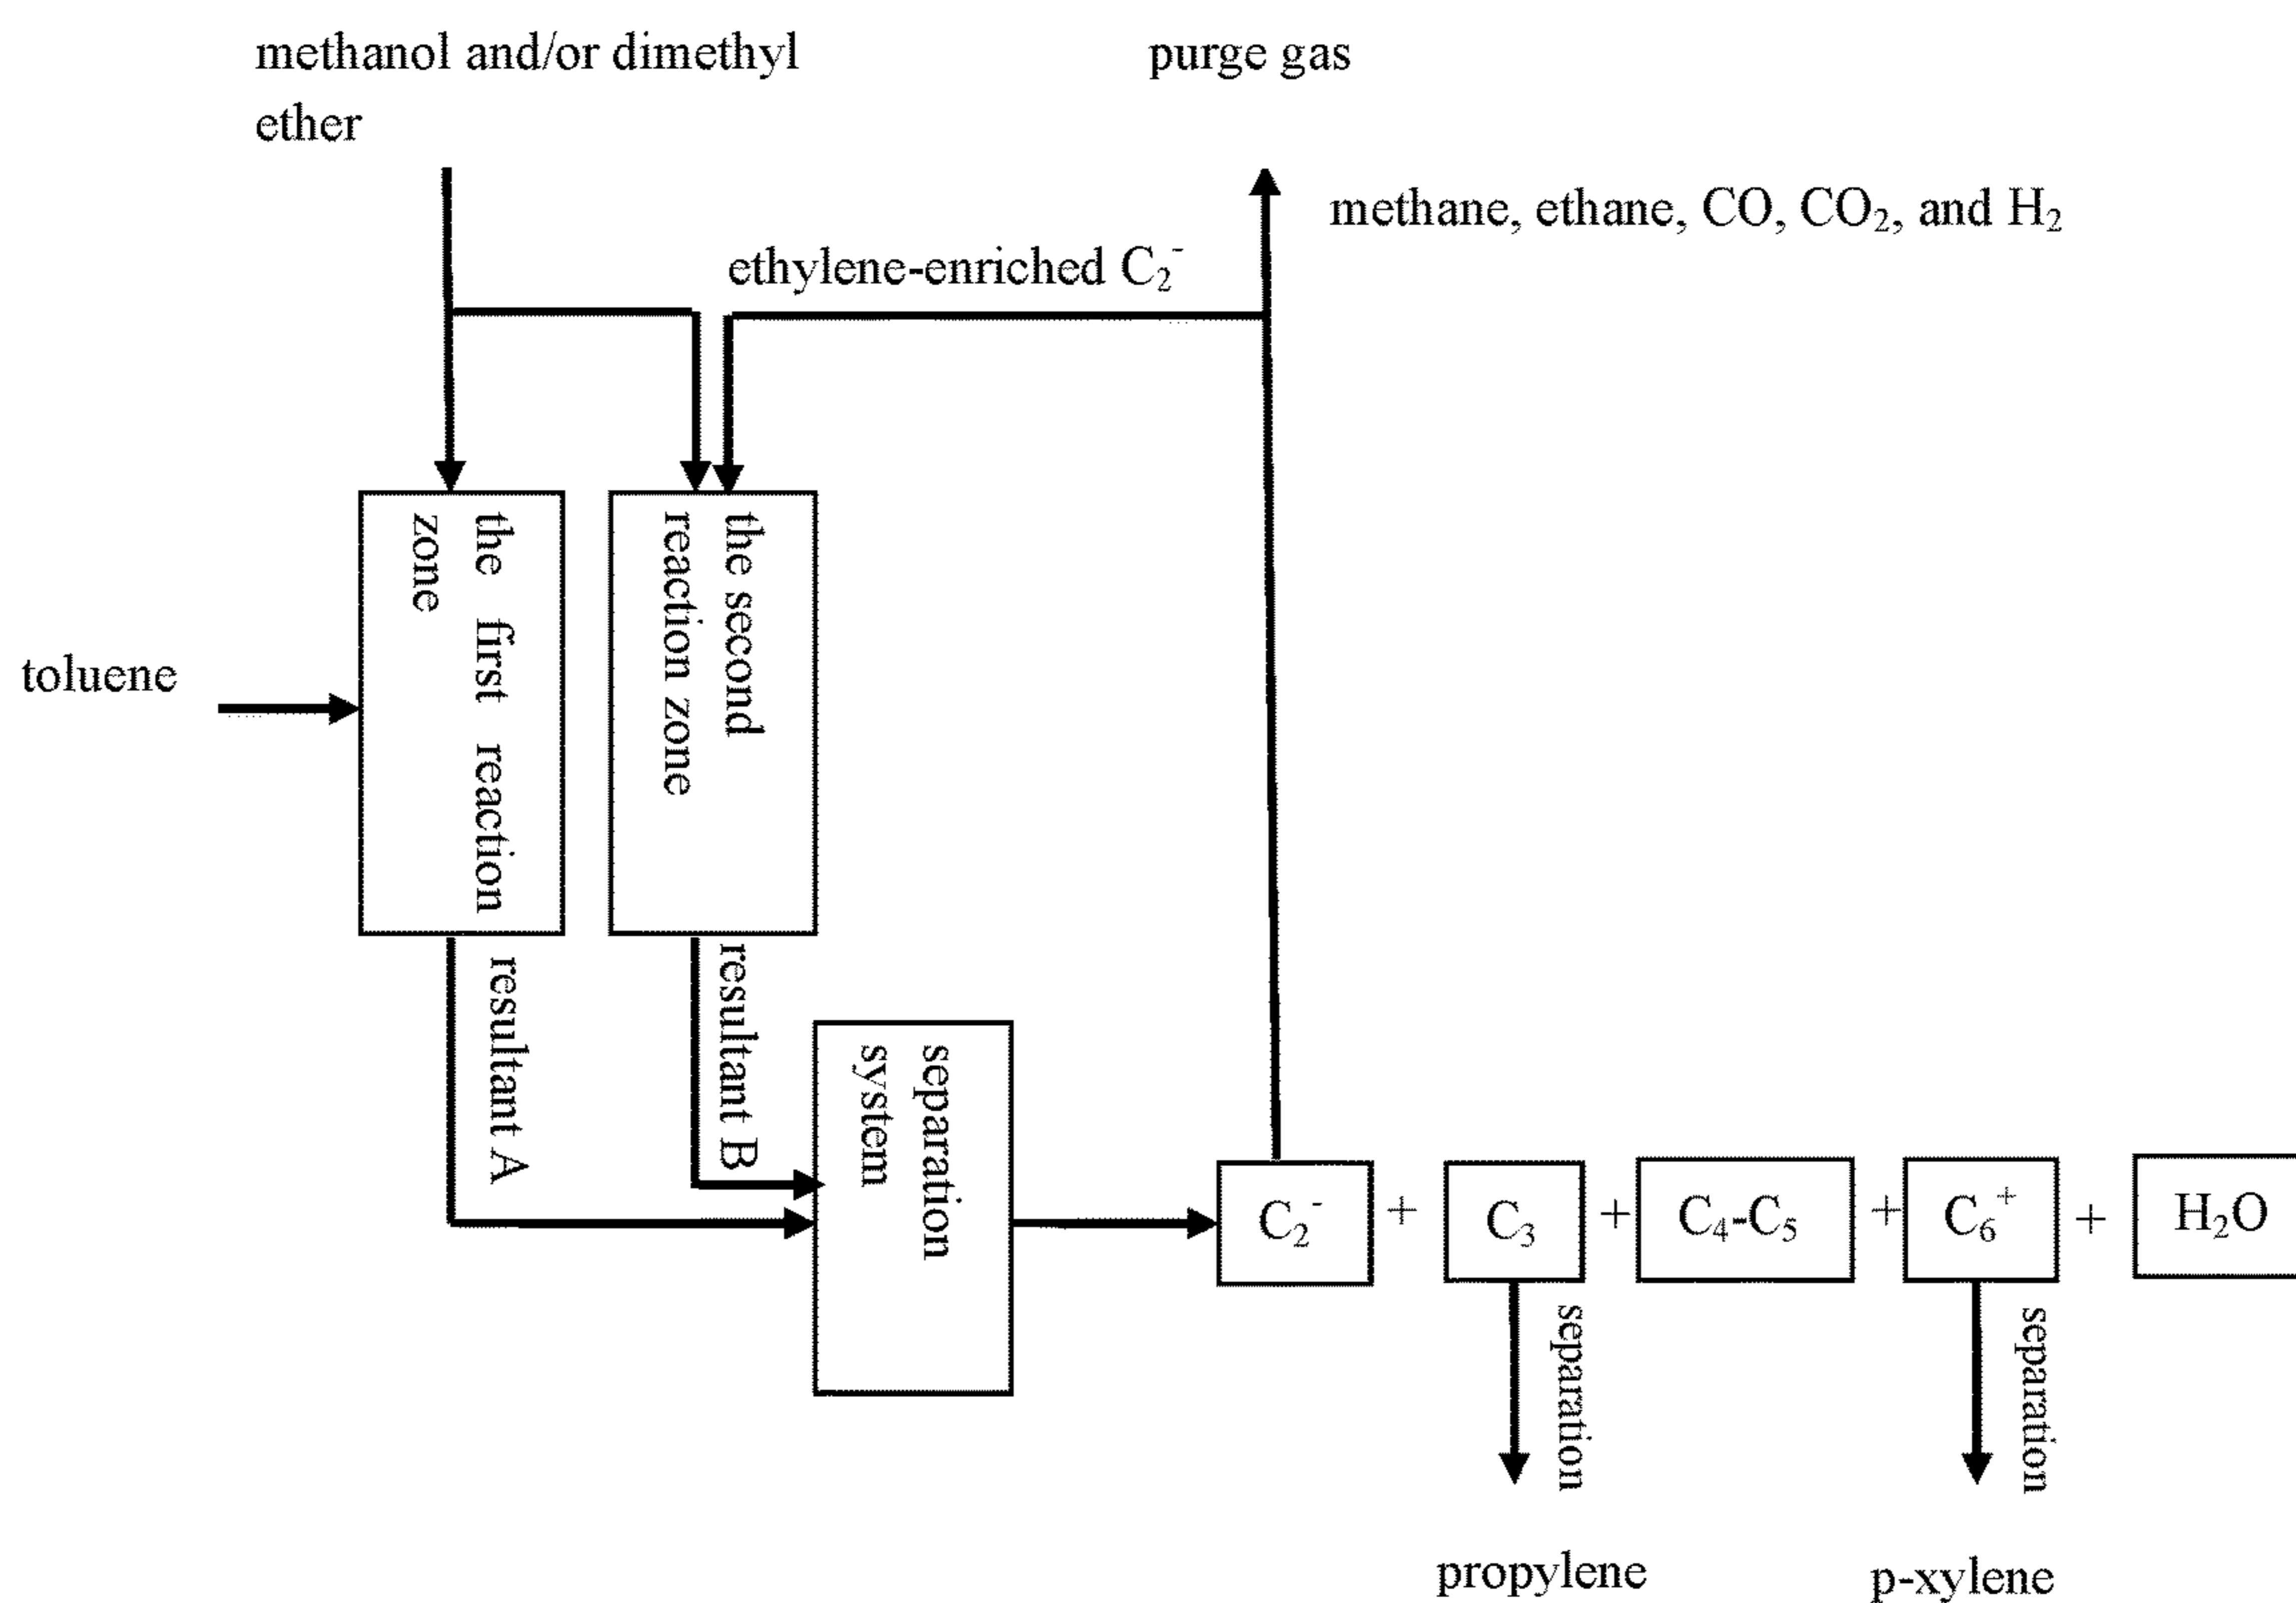 methanol and/or dimethyl
ether
purge gas
methane, ethane, CO, CO₂, and H₂
ethylene-enriched C₂⁻
the first reaction
zone
the second
reaction zone
toluene
resultant A
resultant B
separation
system
C₂⁻ + C₃ + C₄-C₅ + C₆⁺ + H₂O
separation
separation
propylene
p-xylene